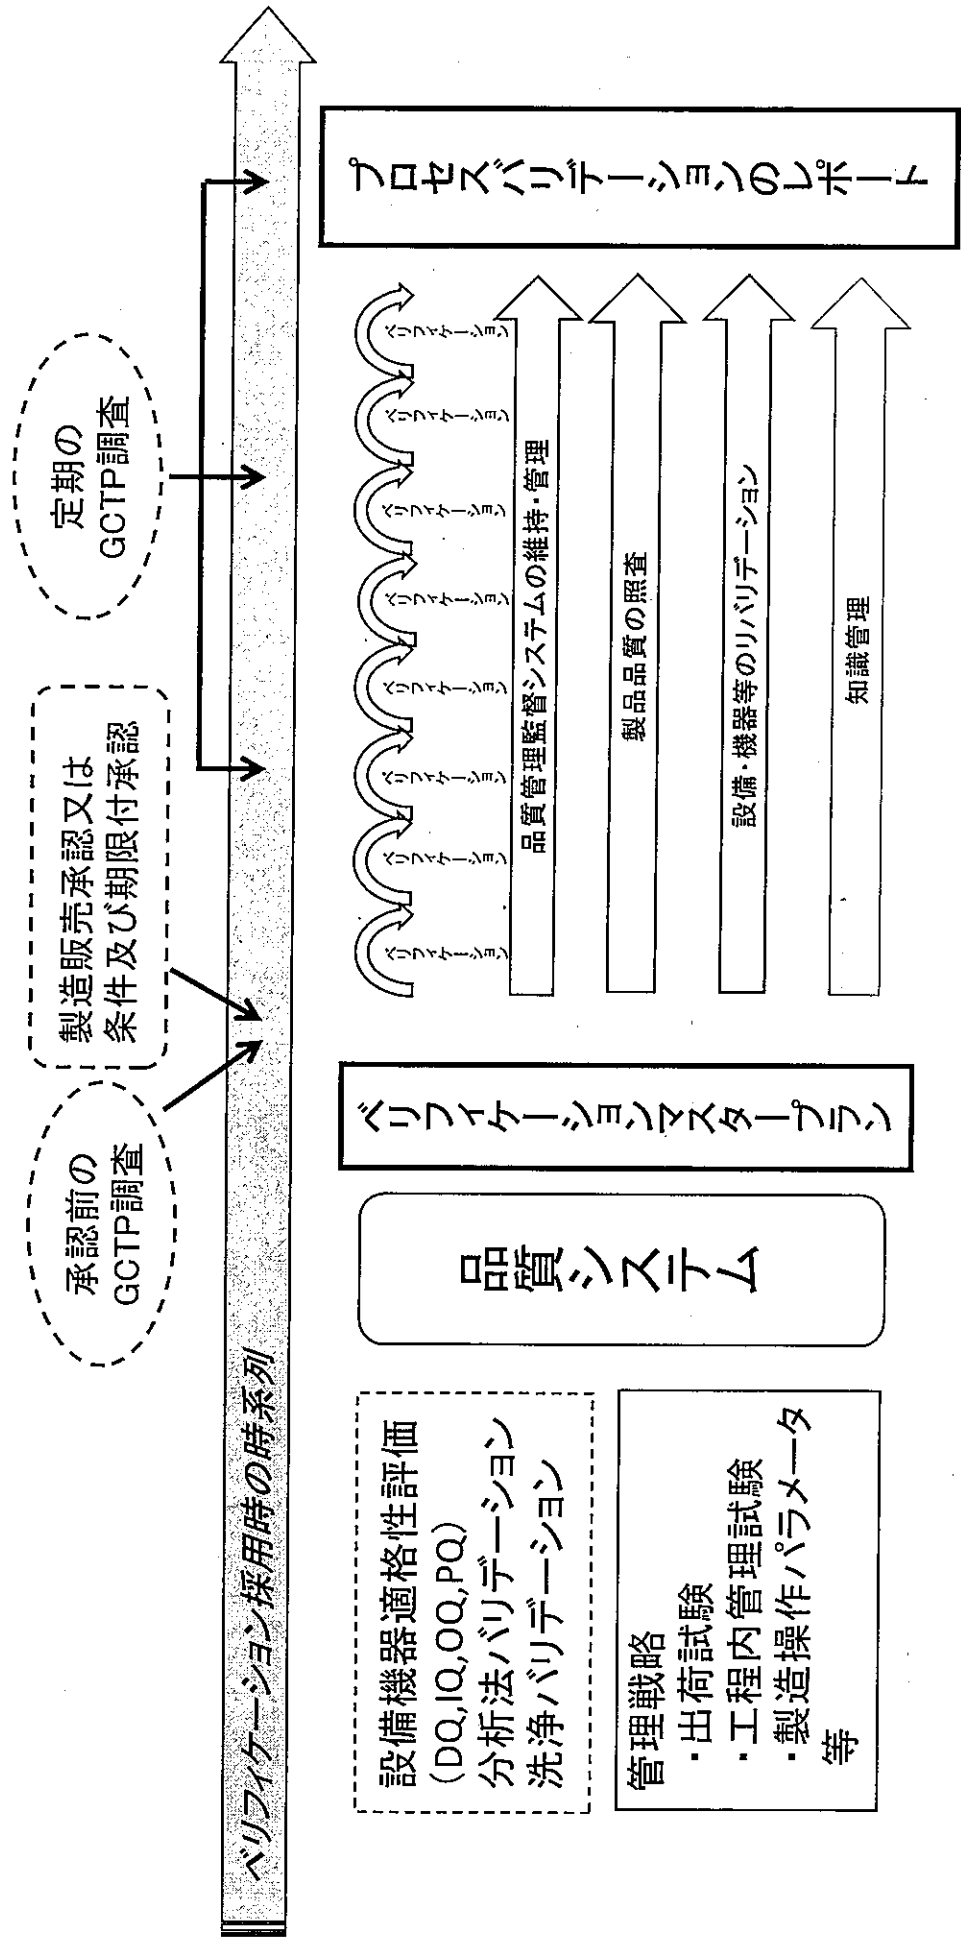 承認前の
GCTP調査
製造販売承認又は
条件及び期限付承認
定期の
GCTP調査
ベリフィケーション採用時の時系列
設備機器適格性評価
(DQ,IQ,OQ,PQ)
分析法バリデーション
洗浄バリデーション
管理戦略
・出荷試験
・工程内管理試験
・製造操作パラメータ
等
品質システム
ベリフィケーションマスタープラン
ベリフィケーション
ベリフィケーション
ベリフィケーション
ベリフィケーション
ベリフィケーション
ベリフィケーション
ベリフィケーション
ベリフィケーション
品質管理監督システムの維持・管理
製品品質の照査
設備・機器等のリバリデーション
知識管理
プロセスバリデーションのレポート